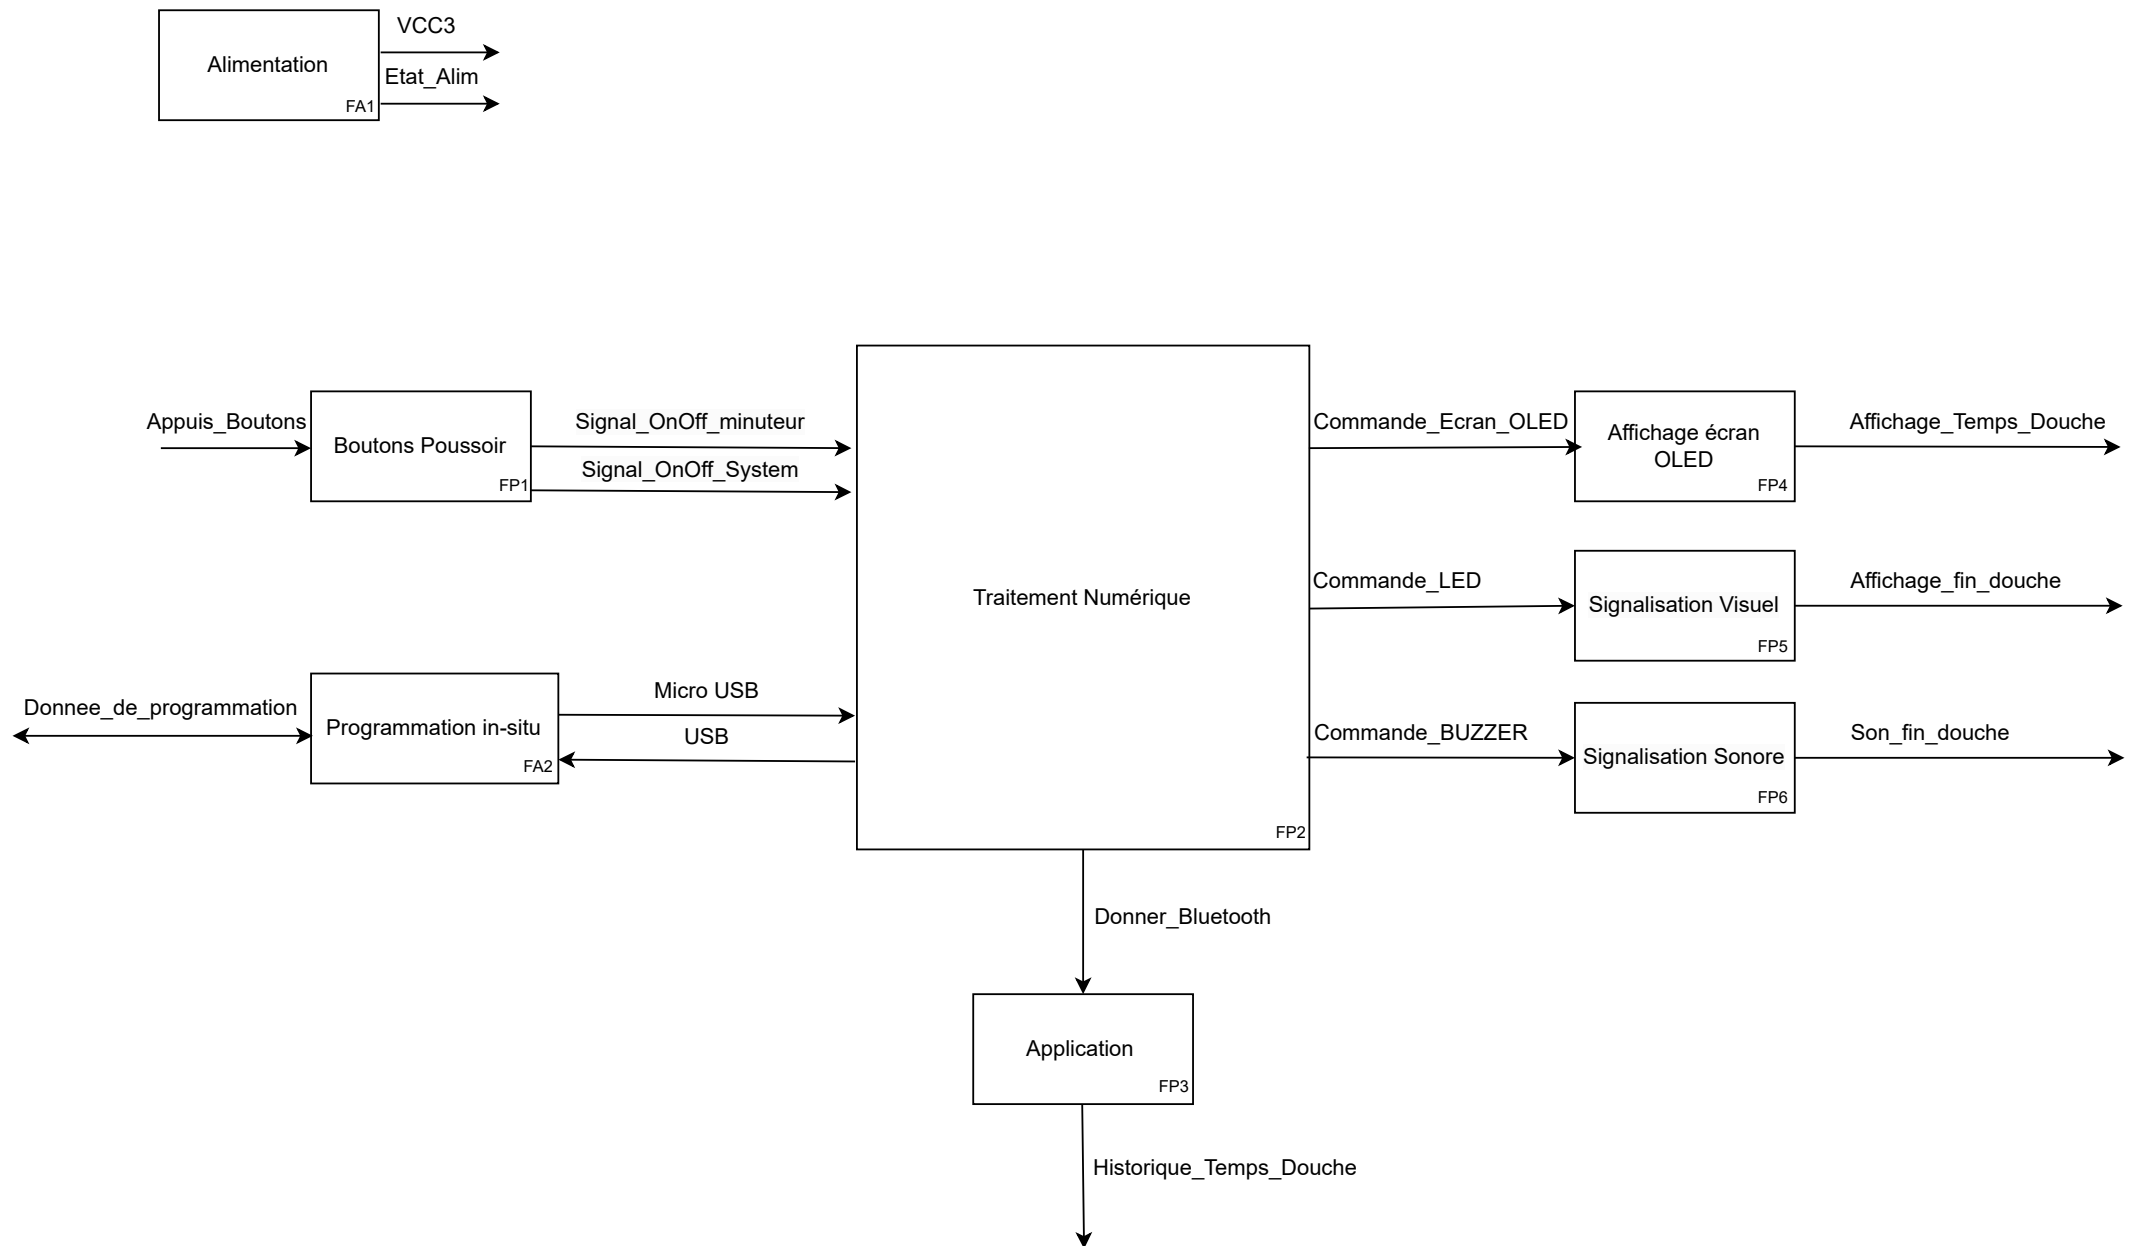 VCC3
Alimentation
Etat_Alim
FA1
Appuis_Boutons
Boutons Poussoir
FP1
Signal_OnOff_minuteur
Signal_OnOff_System
Commande_Ecran_OLED
Affichage écran
OLED
FP4
Affichage_Temps_Douche
Traitement Numérique
FP2
Commande_LED
Signalisation Visuel
FP5
Affichage_fin_douche
Donnee_de_programmation
Programmation in-situ
FA2
Micro USB
USB
Commande_BUZZER
Signalisation Sonore
FP6
Son_fin_douche
Donner_Bluetooth
Application
FP3
Historique_Temps_Douche